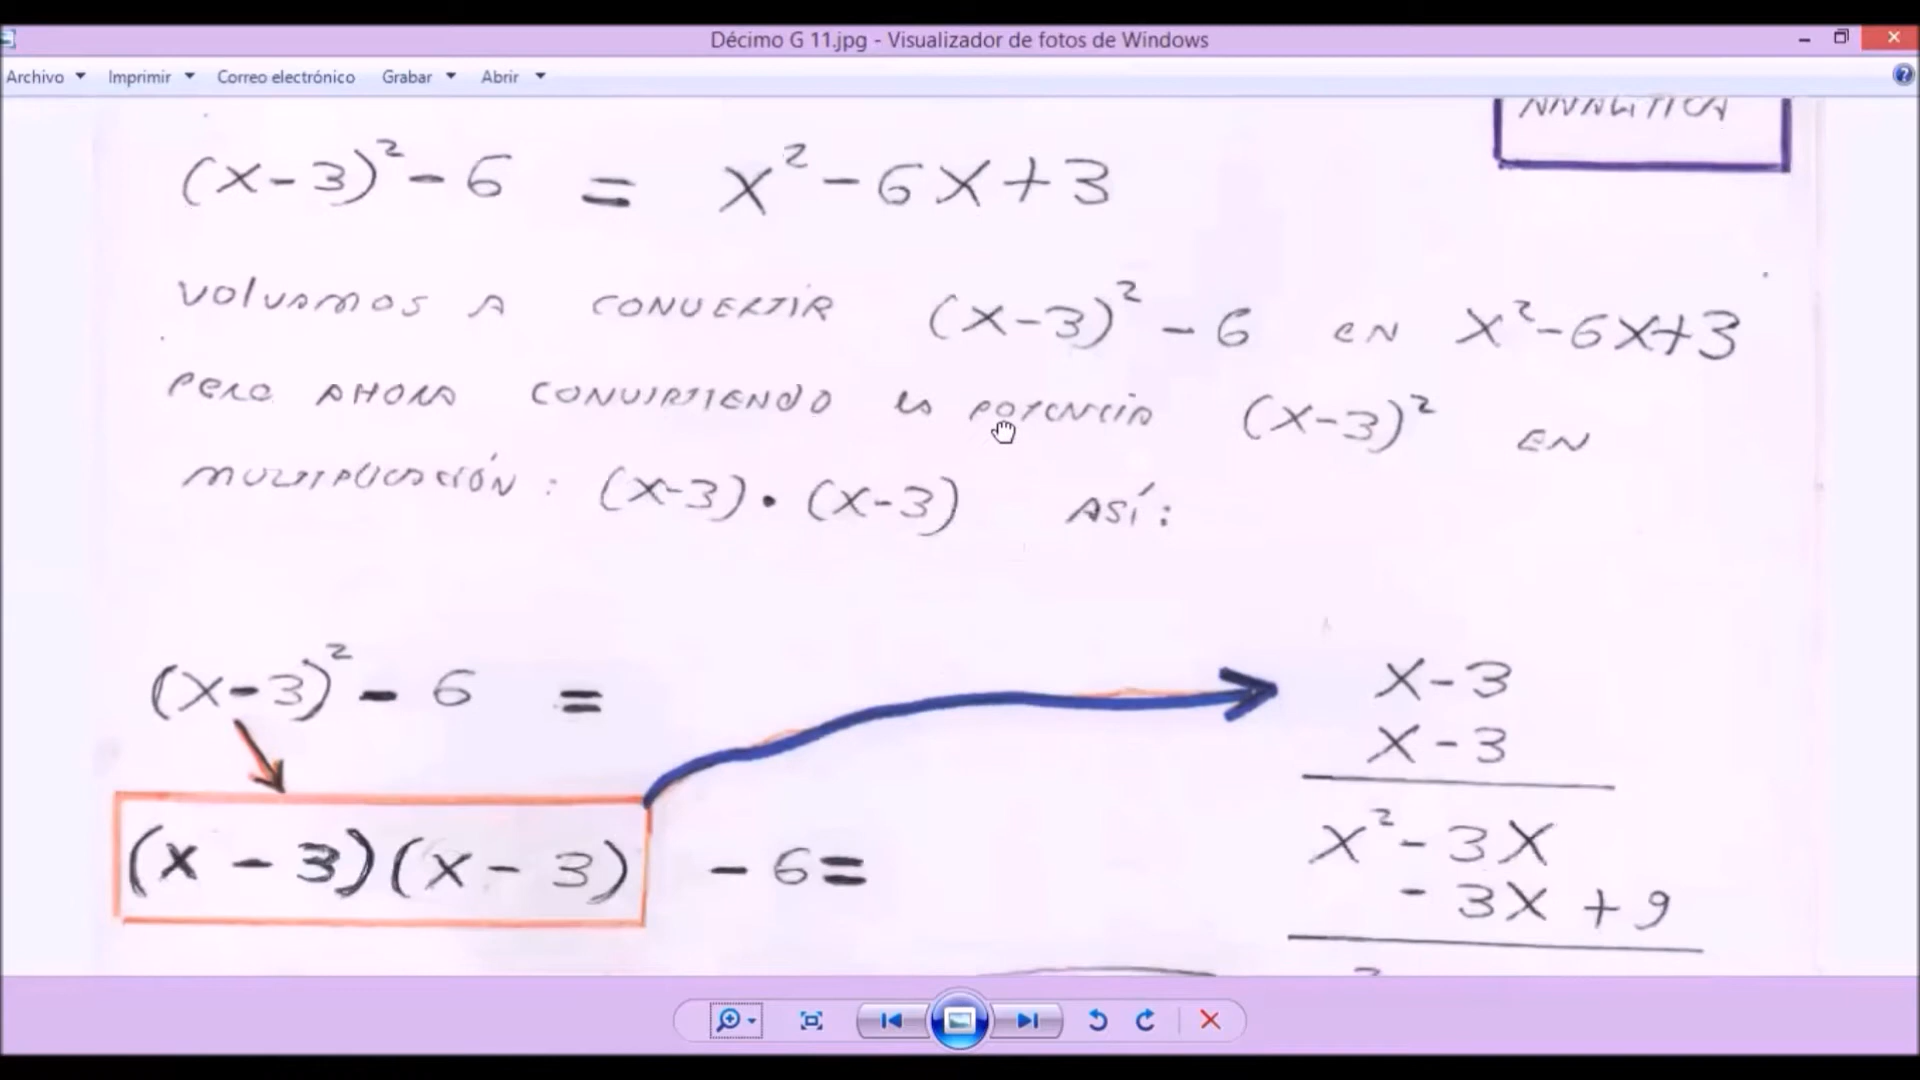 Décimo G 11.jpg - Visualizador de fotos de Windows
Archivo Imprimir Correo electrónico Grabar Abrir
ANALÍTICA
(x-3)² - 6 = x² - 6x + 3
VOLVAMOS A CONVERTIR (x-3)² - 6 EN x² - 6x + 3
PERO AHORA CONVIRTIENDO LA POTENCIA (x-3)² EN
MULTIPLICACIÓN: (x-3) • (x-3) ASÍ:
(x-3)² - 6 =
(x - 3)(x - 3) - 6 =
x - 3
x - 3
x² - 3x
- 3x + 9